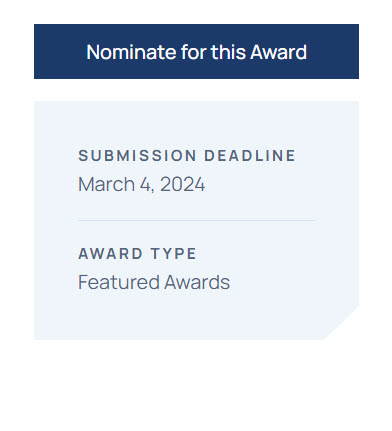 Nominate for this Award
SUBMISSION DEADLINE
March 4, 2024
AWARD TYPE
Featured Awards